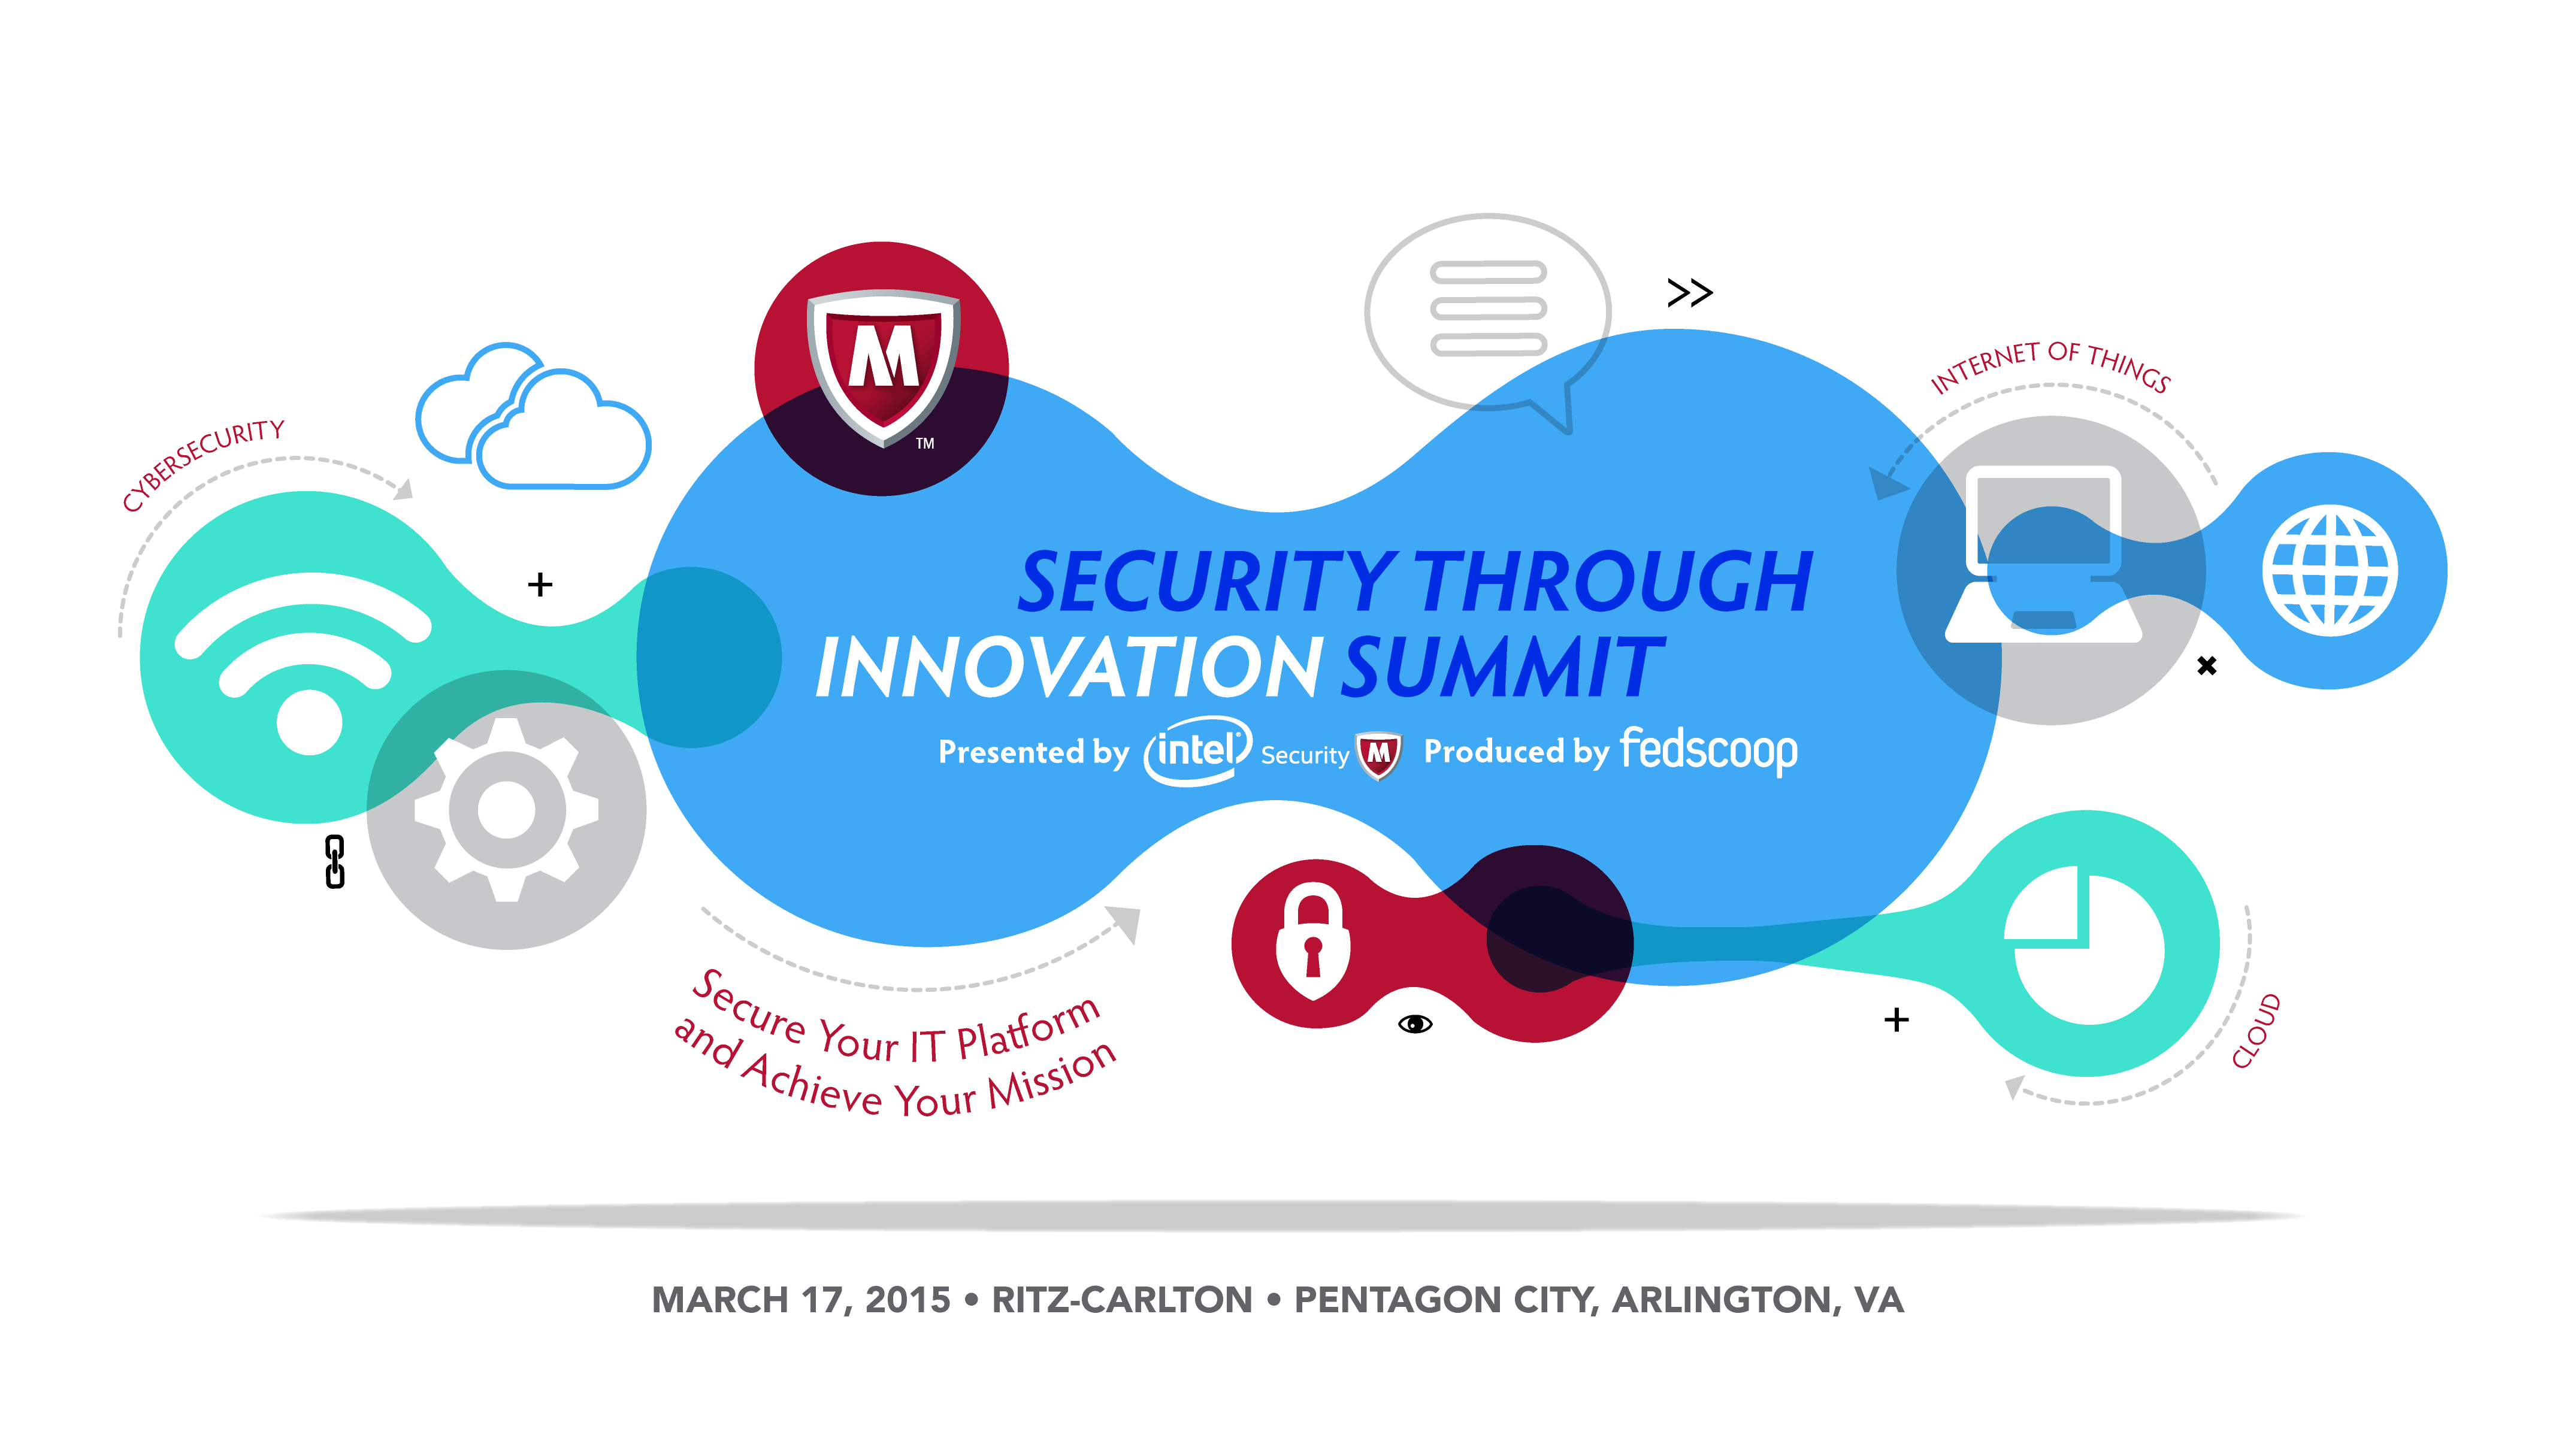 CYBERSECURITY
M
TM
>>
INTERNET OF THINGS
SECURITY THROUGH
INNOVATION SUMMIT
Presented by intel® Security M Produced by fedscoop
Secure Your IT Platform
and Achieve Your Mission
CLOUD
MARCH 17, 2015 • RITZ-CARLTON • PENTAGON CITY, ARLINGTON, VA